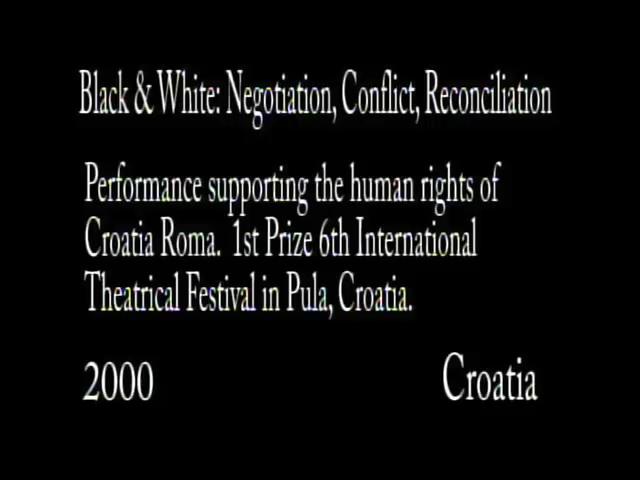 Black & White: Negotiation, Conflict, Reconciliation
Performance supporting the human rights of
Croatia Roma.  1st Prize 6th International
Theatrical Festival in Pula, Croatia.
2000 Croatia